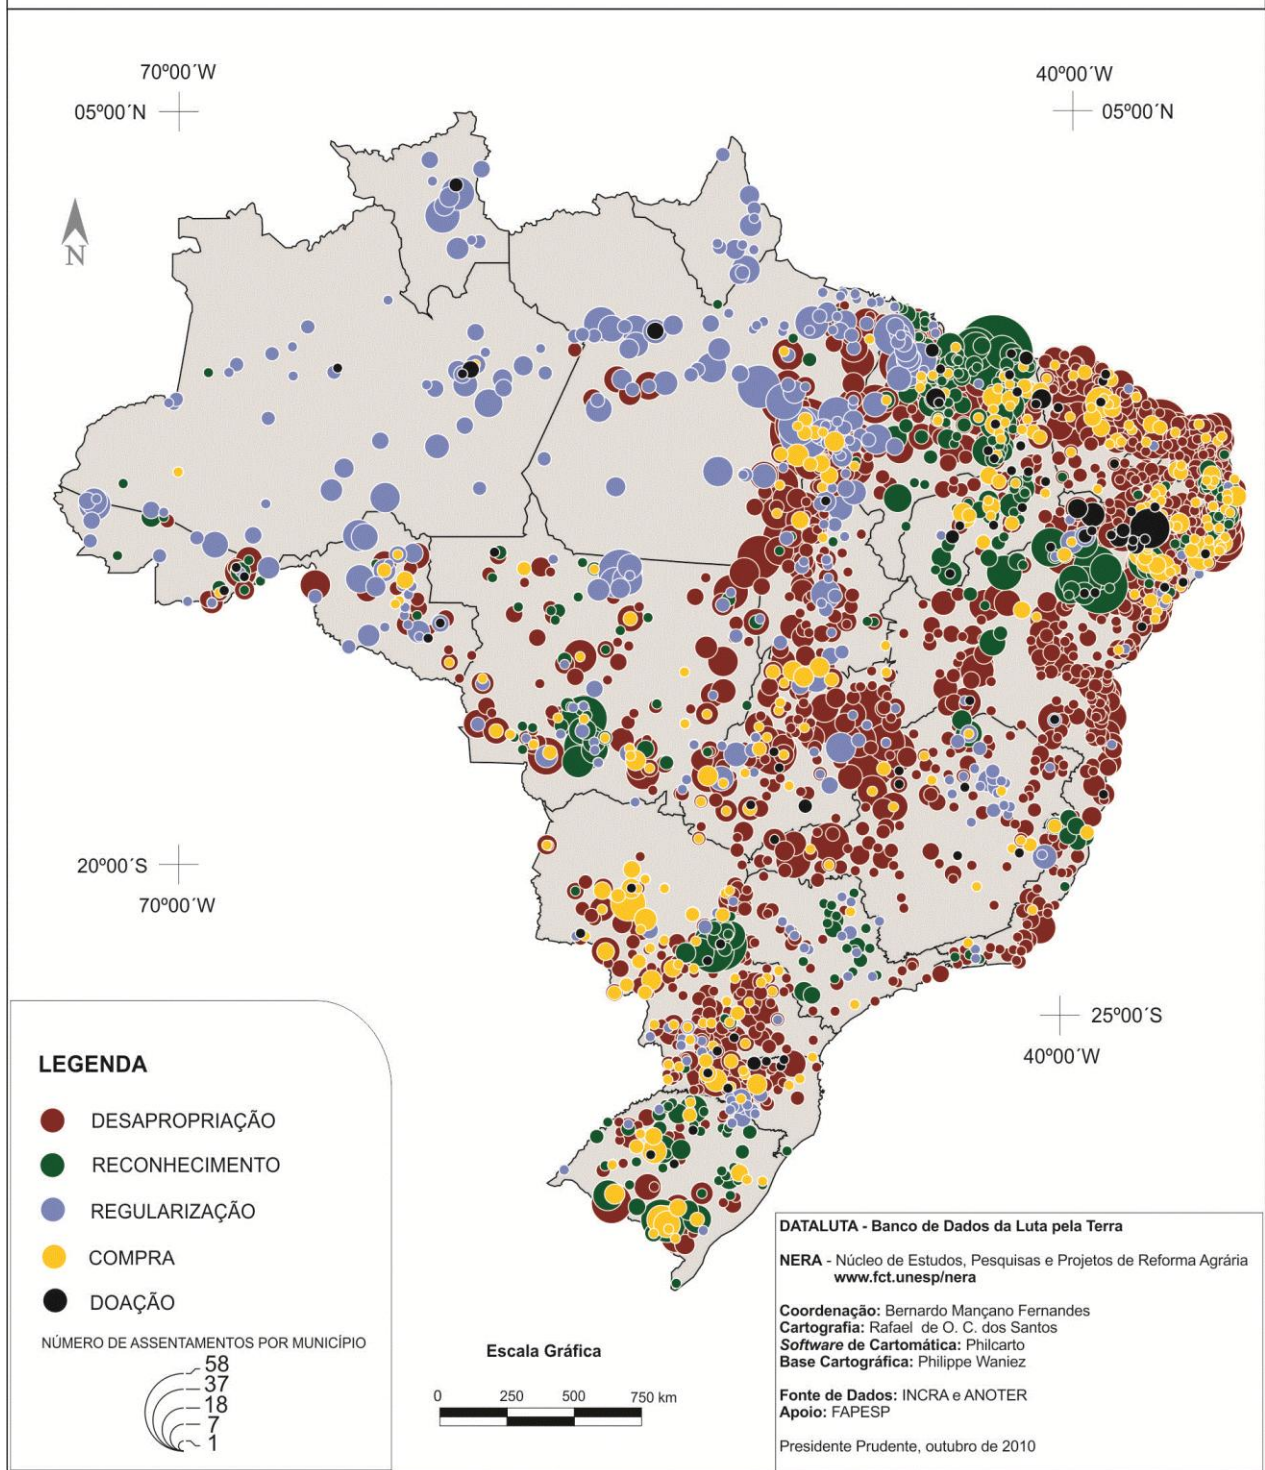 70º00´W
40º00´W
05º00´N
05º00´N
N
20º00´S
70º00´W
25º00´S
40º00´W
LEGENDA
DESAPROPRIAÇÃO
RECONHECIMENTO
REGULARIZAÇÃO
COMPRA
DOAÇÃO
NÚMERO DE ASSENTAMENTOS POR MUNICÍPIO
58
37
18
7
1
Escala Gráfica
0 250 500 750 km
DATALUTA - Banco de Dados da Luta pela Terra
NERA - Núcleo de Estudos, Pesquisas e Projetos de Reforma Agrária
www.fct.unesp/nera
Coordenação: Bernardo Mançano Fernandes
Cartografia: Rafael de O. C. dos Santos
Software de Cartomática: Philcarto
Base Cartográfica: Philippe Waniez
Fonte de Dados: INCRA e ANOTER
Apoio: FAPESP
Presidente Prudente, outubro de 2010